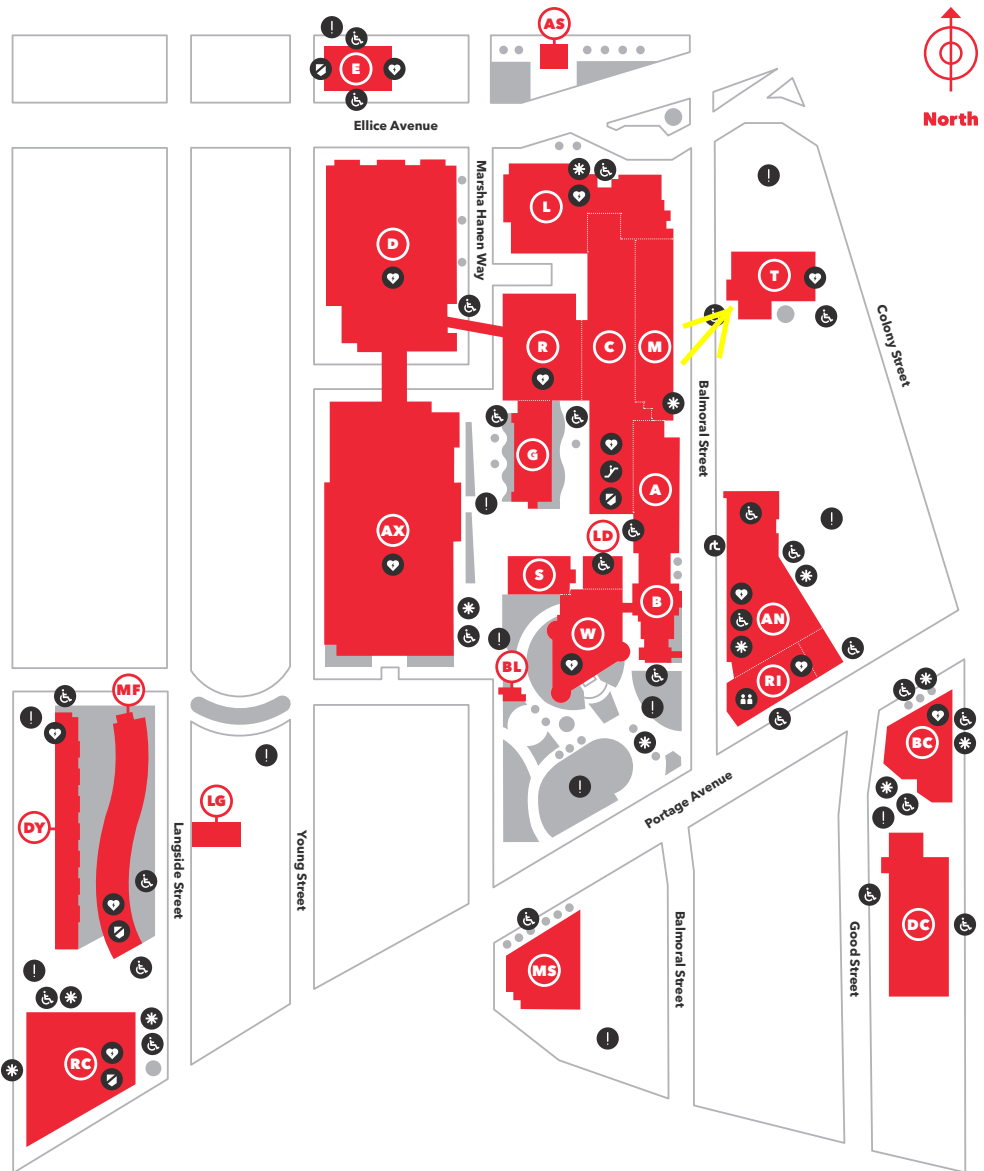 AS
E
North
Ellice Avenue
Marsha Hanen Way
L
D
T
Colony Street
R
C
M
Balmoral Street
G
A
AX
LD
S
B
W
AN
BL
RI
MF
BC
LG
Portage Avenue
DY
Langside Street
Young Street
Balmoral Street
Good Street
DC
MS
RC